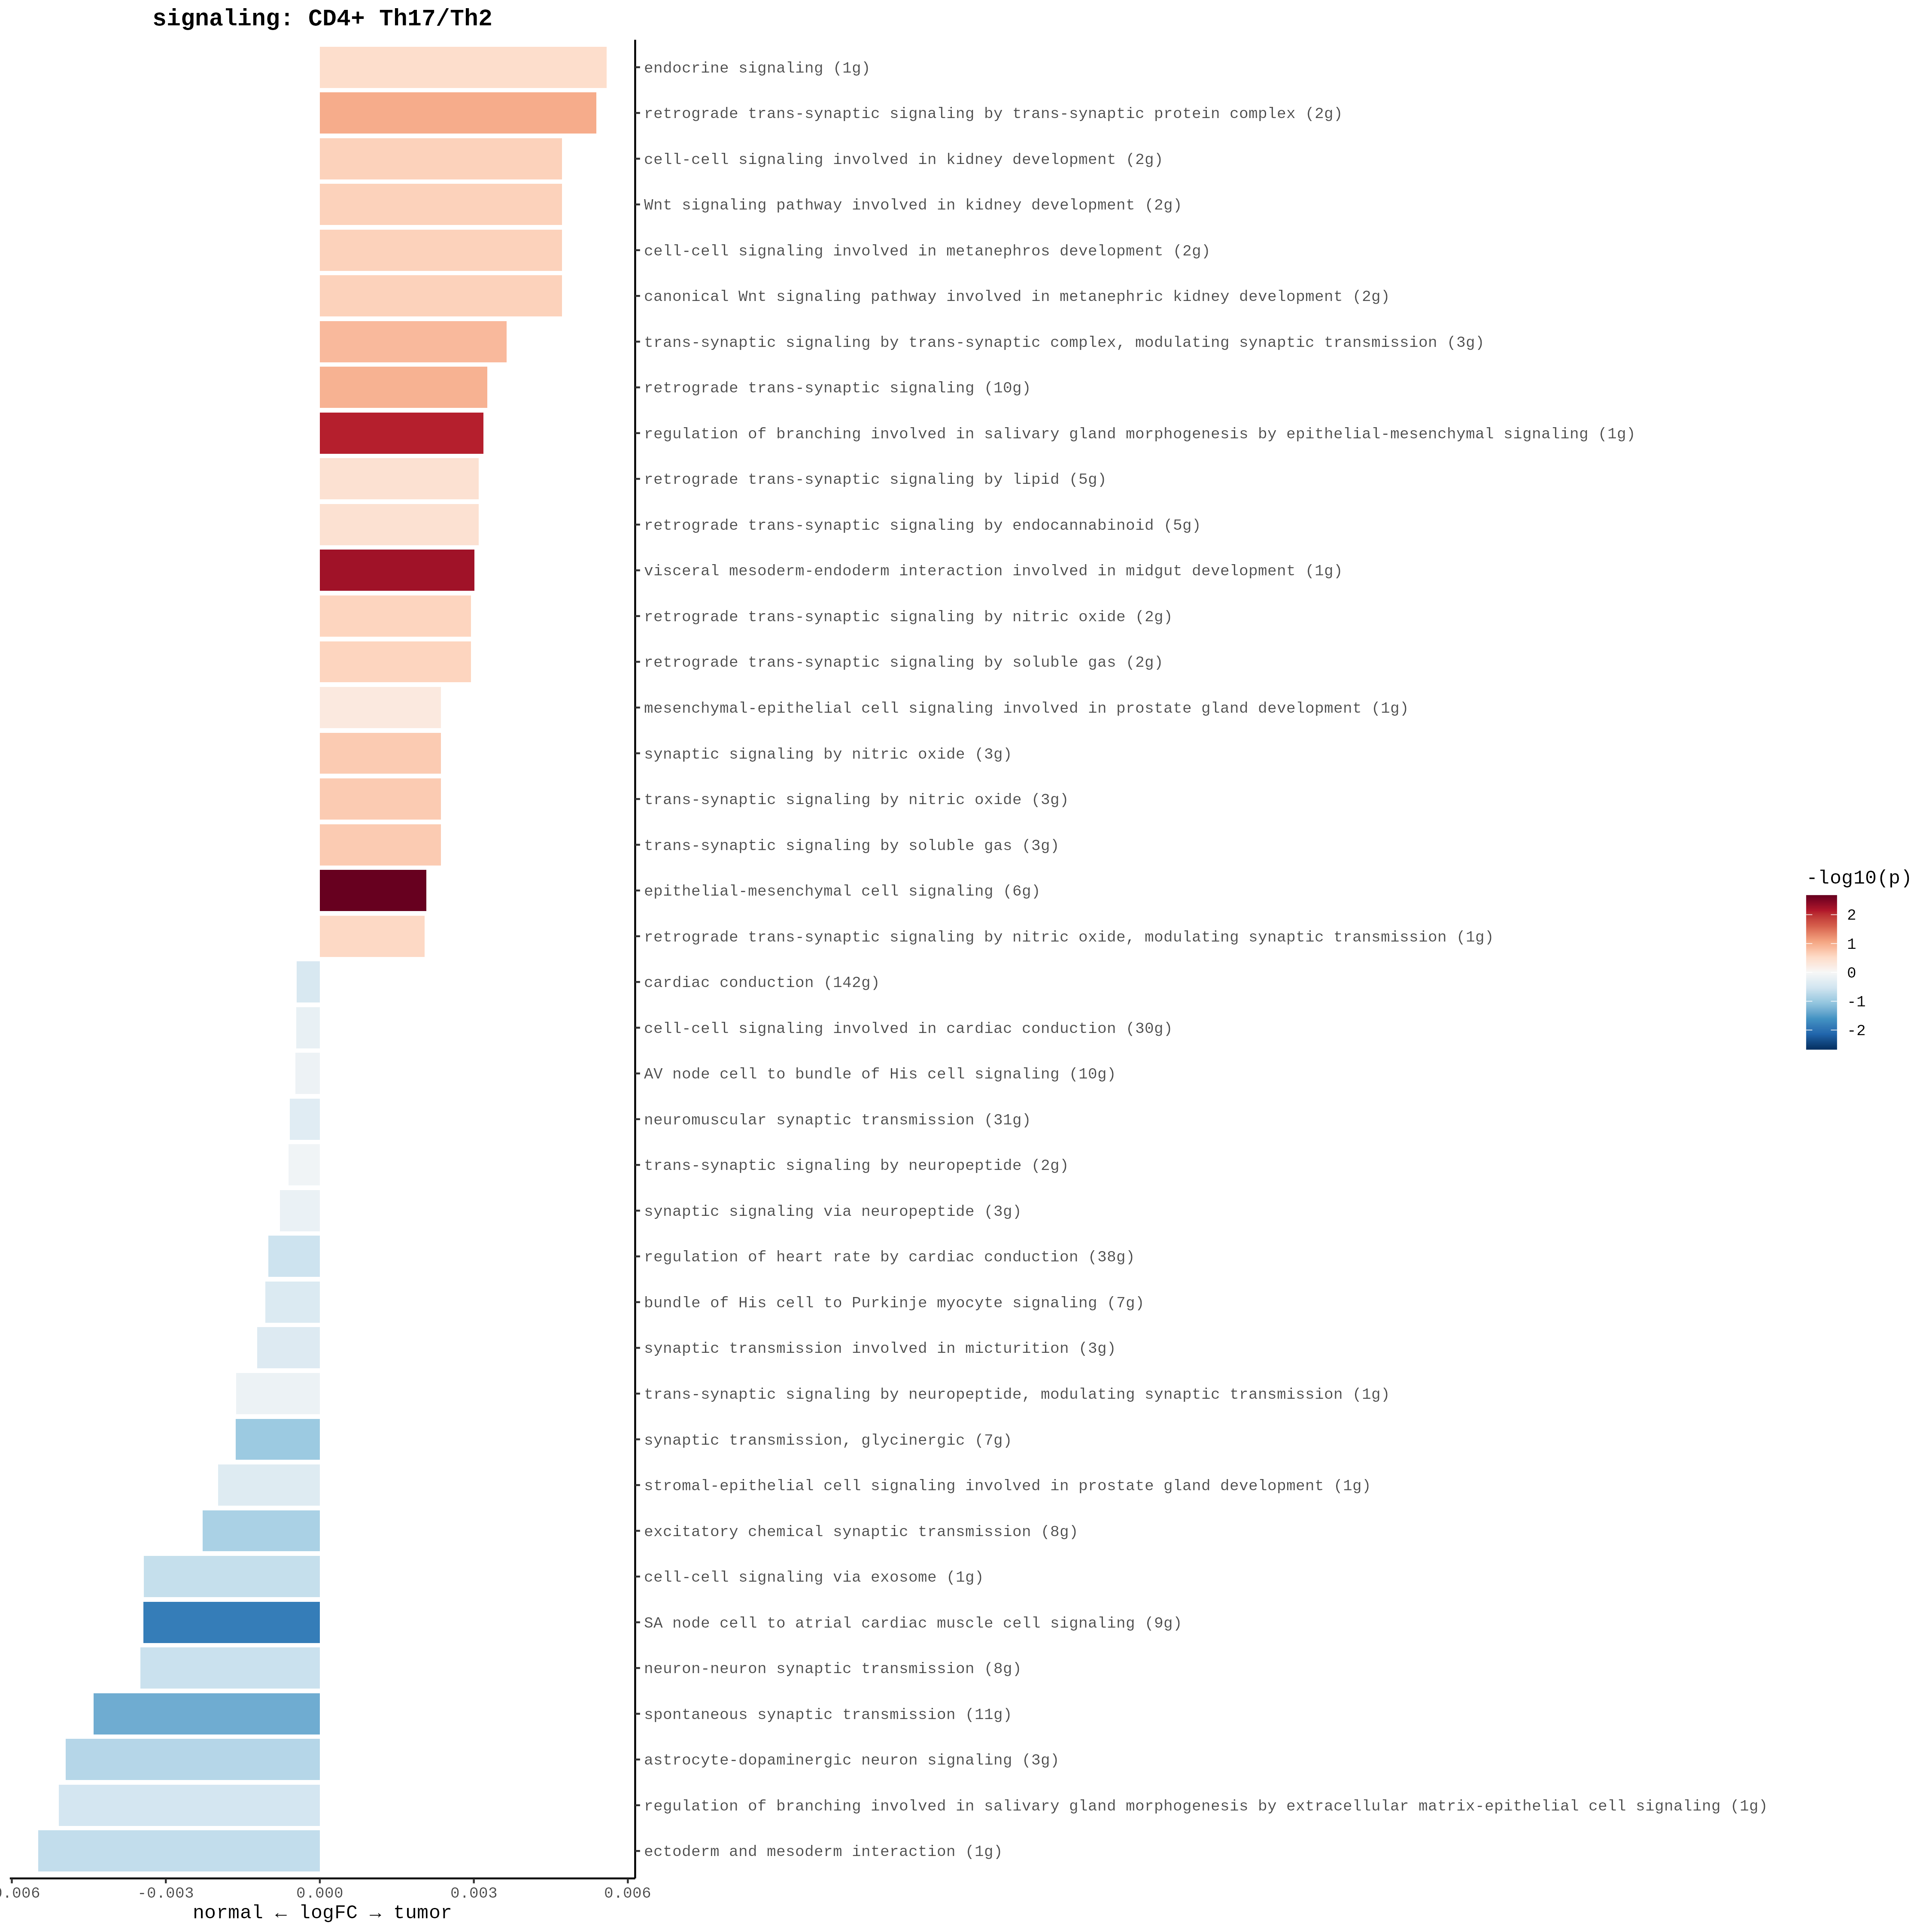 signaling: CD4+ Th17/Th2
endocrine signaling (1g)
retrograde trans-synaptic signaling by trans-synaptic protein complex (2g)
cell-cell signaling involved in kidney development (2g)
Wnt signaling pathway involved in kidney development (2g)
cell-cell signaling involved in metanephros development (2g)
canonical Wnt signaling pathway involved in metanephric kidney development (2g)
trans-synaptic signaling by trans-synaptic complex, modulating synaptic transmission (3g)
retrograde trans-synaptic signaling (10g)
regulation of branching involved in salivary gland morphogenesis by epithelial-mesenchymal signaling (1g)
retrograde trans-synaptic signaling by lipid (5g)
retrograde trans-synaptic signaling by endocannabinoid (5g)
visceral mesoderm-endoderm interaction involved in midgut development (1g)
retrograde trans-synaptic signaling by nitric oxide (2g)
retrograde trans-synaptic signaling by soluble gas (2g)
mesenchymal-epithelial cell signaling involved in prostate gland development (1g)
synaptic signaling by nitric oxide (3g)
trans-synaptic signaling by nitric oxide (3g)
trans-synaptic signaling by soluble gas (3g)
epithelial-mesenchymal cell signaling (6g)
retrograde trans-synaptic signaling by nitric oxide, modulating synaptic transmission (1g)
cardiac conduction (142g)
cell-cell signaling involved in cardiac conduction (30g)
AV node cell to bundle of His cell signaling (10g)
neuromuscular synaptic transmission (31g)
trans-synaptic signaling by neuropeptide (2g)
synaptic signaling via neuropeptide (3g)
regulation of heart rate by cardiac conduction (38g)
bundle of His cell to Purkinje myocyte signaling (7g)
synaptic transmission involved in micturition (3g)
trans-synaptic signaling by neuropeptide, modulating synaptic transmission (1g)
synaptic transmission, glycinergic (7g)
stromal-epithelial cell signaling involved in prostate gland development (1g)
excitatory chemical synaptic transmission (8g)
cell-cell signaling via exosome (1g)
SA node cell to atrial cardiac muscle cell signaling (9g)
neuron-neuron synaptic transmission (8g)
spontaneous synaptic transmission (11g)
astrocyte-dopaminergic neuron signaling (3g)
regulation of branching involved in salivary gland morphogenesis by extracellular matrix-epithelial cell signaling (1g)
ectoderm and mesoderm interaction (1g)
.006 -0.003 0.000 0.003 0.006
normal ← logFC → tumor
-log10(p)
2
1
0
-1
-2